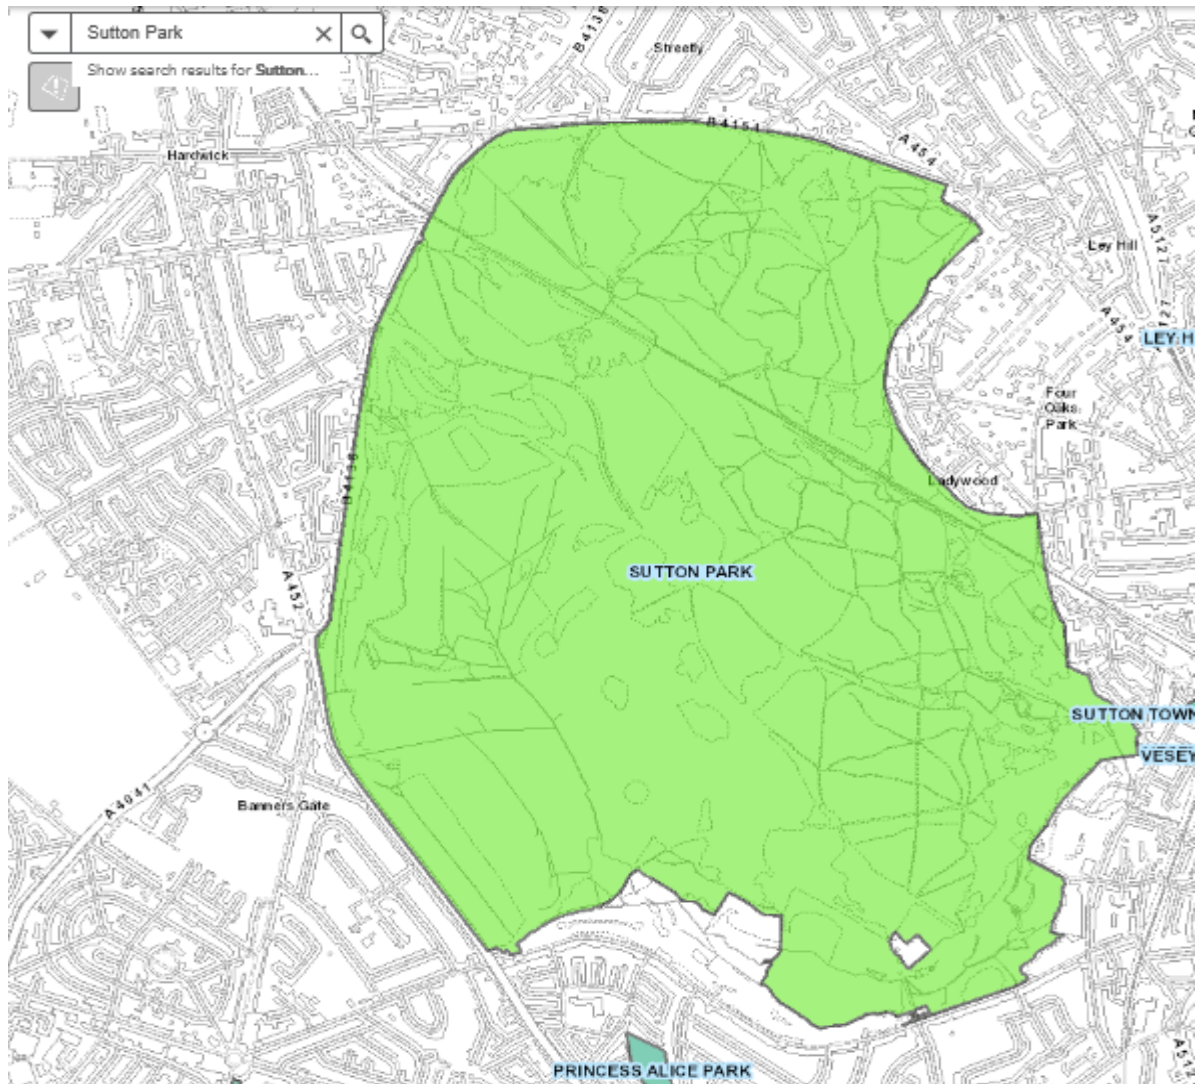 Sutton Park
Show search results for Sutton...
B4138
Streetly
B4151
A454
Hardwick
A5127
Ley Hill
A454
LEY H
Four
Oaks
Park
B4138
Ladywood
SUTTON PARK
A452
SUTTON TOWN
VESEY
A4041
Banners Gate
PRINCESS ALICE PARK
A512